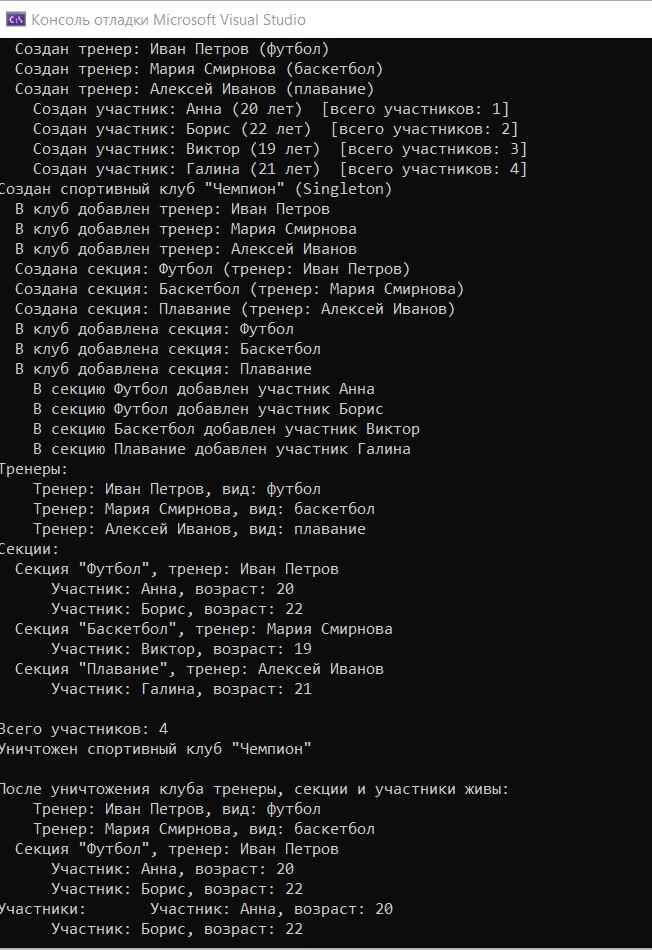 Консоль отладки Microsoft Visual Studio
Создан тренер: Иван Петров (футбол)
Создан тренер: Мария Смирнова (баскетбол)
Создан тренер: Алексей Иванов (плавание)
Создан участник: Анна (20 лет) [всего участников: 1]
Создан участник: Борис (22 лет) [всего участников: 2]
Создан участник: Виктор (19 лет) [всего участников: 3]
Создан участник: Галина (21 лет) [всего участников: 4]
Создан спортивный клуб "Чемпион" (Singleton)
В клуб добавлен тренер: Иван Петров
В клуб добавлен тренер: Мария Смирнова
В клуб добавлен тренер: Алексей Иванов
Создана секция: Футбол (тренер: Иван Петров)
Создана секция: Баскетбол (тренер: Мария Смирнова)
Создана секция: Плавание (тренер: Алексей Иванов)
В клуб добавлена секция: Футбол
В клуб добавлена секция: Баскетбол
В клуб добавлена секция: Плавание
В секцию Футбол добавлен участник Анна
В секцию Футбол добавлен участник Борис
В секцию Баскетбол добавлен участник Виктор
В секцию Плавание добавлен участник Галина
Тренеры:
Тренер: Иван Петров, вид: футбол
Тренер: Мария Смирнова, вид: баскетбол
Тренер: Алексей Иванов, вид: плавание
Секции:
Секция "Футбол", тренер: Иван Петров
Участник: Анна, возраст: 20
Участник: Борис, возраст: 22
Секция "Баскетбол", тренер: Мария Смирнова
Участник: Виктор, возраст: 19
Секция "Плавание", тренер: Алексей Иванов
Участник: Галина, возраст: 21
Всего участников: 4
Уничтожен спортивный клуб "Чемпион"
После уничтожения клуба тренеры, секции и участники живы:
Тренер: Иван Петров, вид: футбол
Тренер: Мария Смирнова, вид: баскетбол
Секция "Футбол", тренер: Иван Петров
Участник: Анна, возраст: 20
Участник: Борис, возраст: 22
Участники: Участник: Анна, возраст: 20
Участник: Борис, возраст: 22